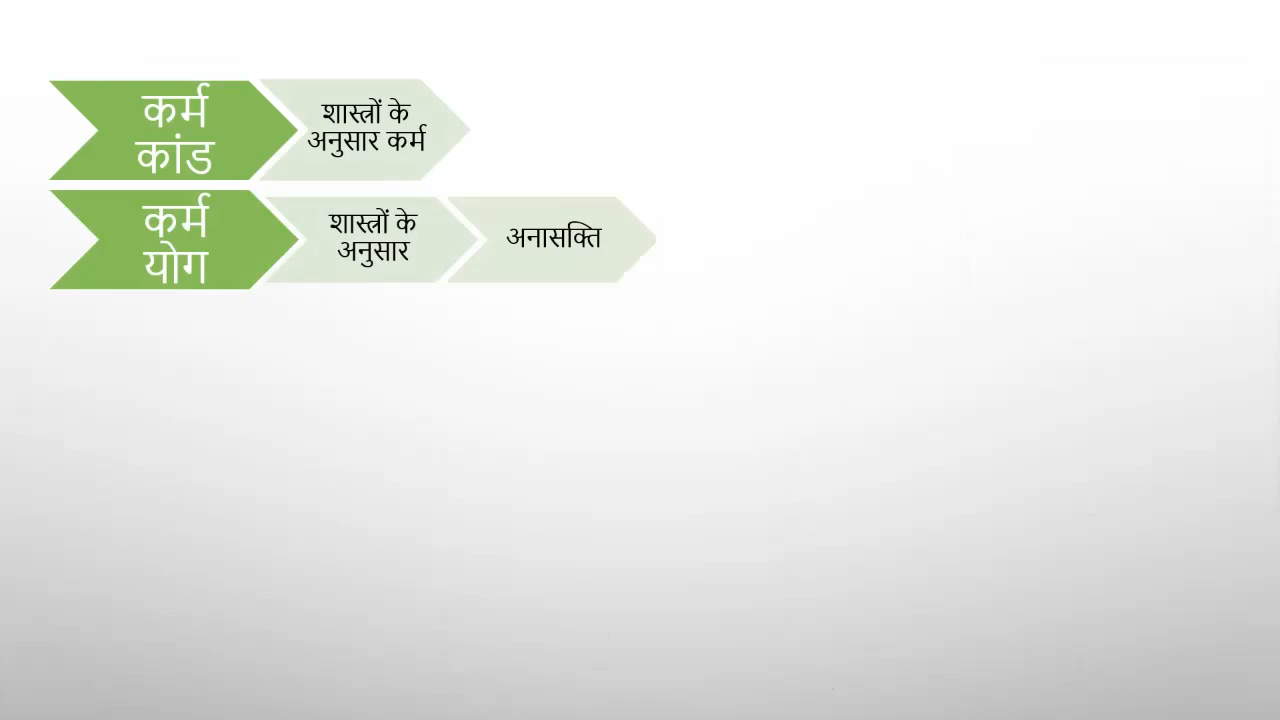 कर्म
कांड
शास्त्रों के
अनुसार कर्म
कर्म
योग
शास्त्रों के
अनुसार
अनासक्ति